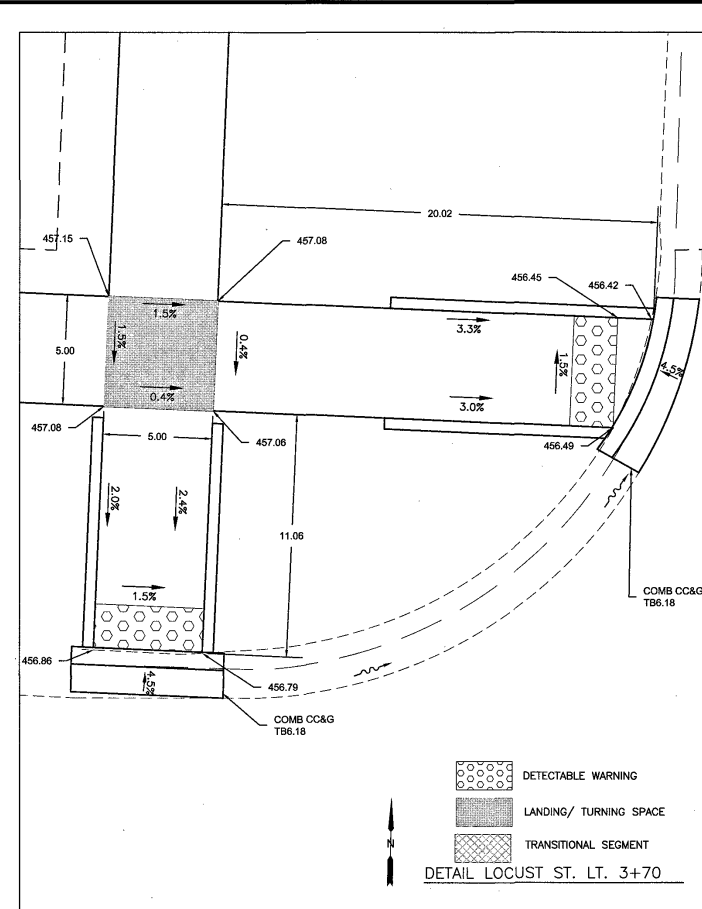 20.02
457.15
457.08
456.45
456.42
1.5%
3.3%
1.5%
0.4%
5.00
1.5%
4.5%
0.4%
3.0%
457.08
5.00
457.06
456.49
2.0%
2.4%
11.06
1.5%
COMB CC&G
TB6.18
456.86
456.79
4.5%
COMB CC&G
TB6.18
DETECTABLE WARNING
LANDING/ TURNING SPACE
N
TRANSITIONAL SEGMENT
DETAIL LOCUST ST. LT. 3+70